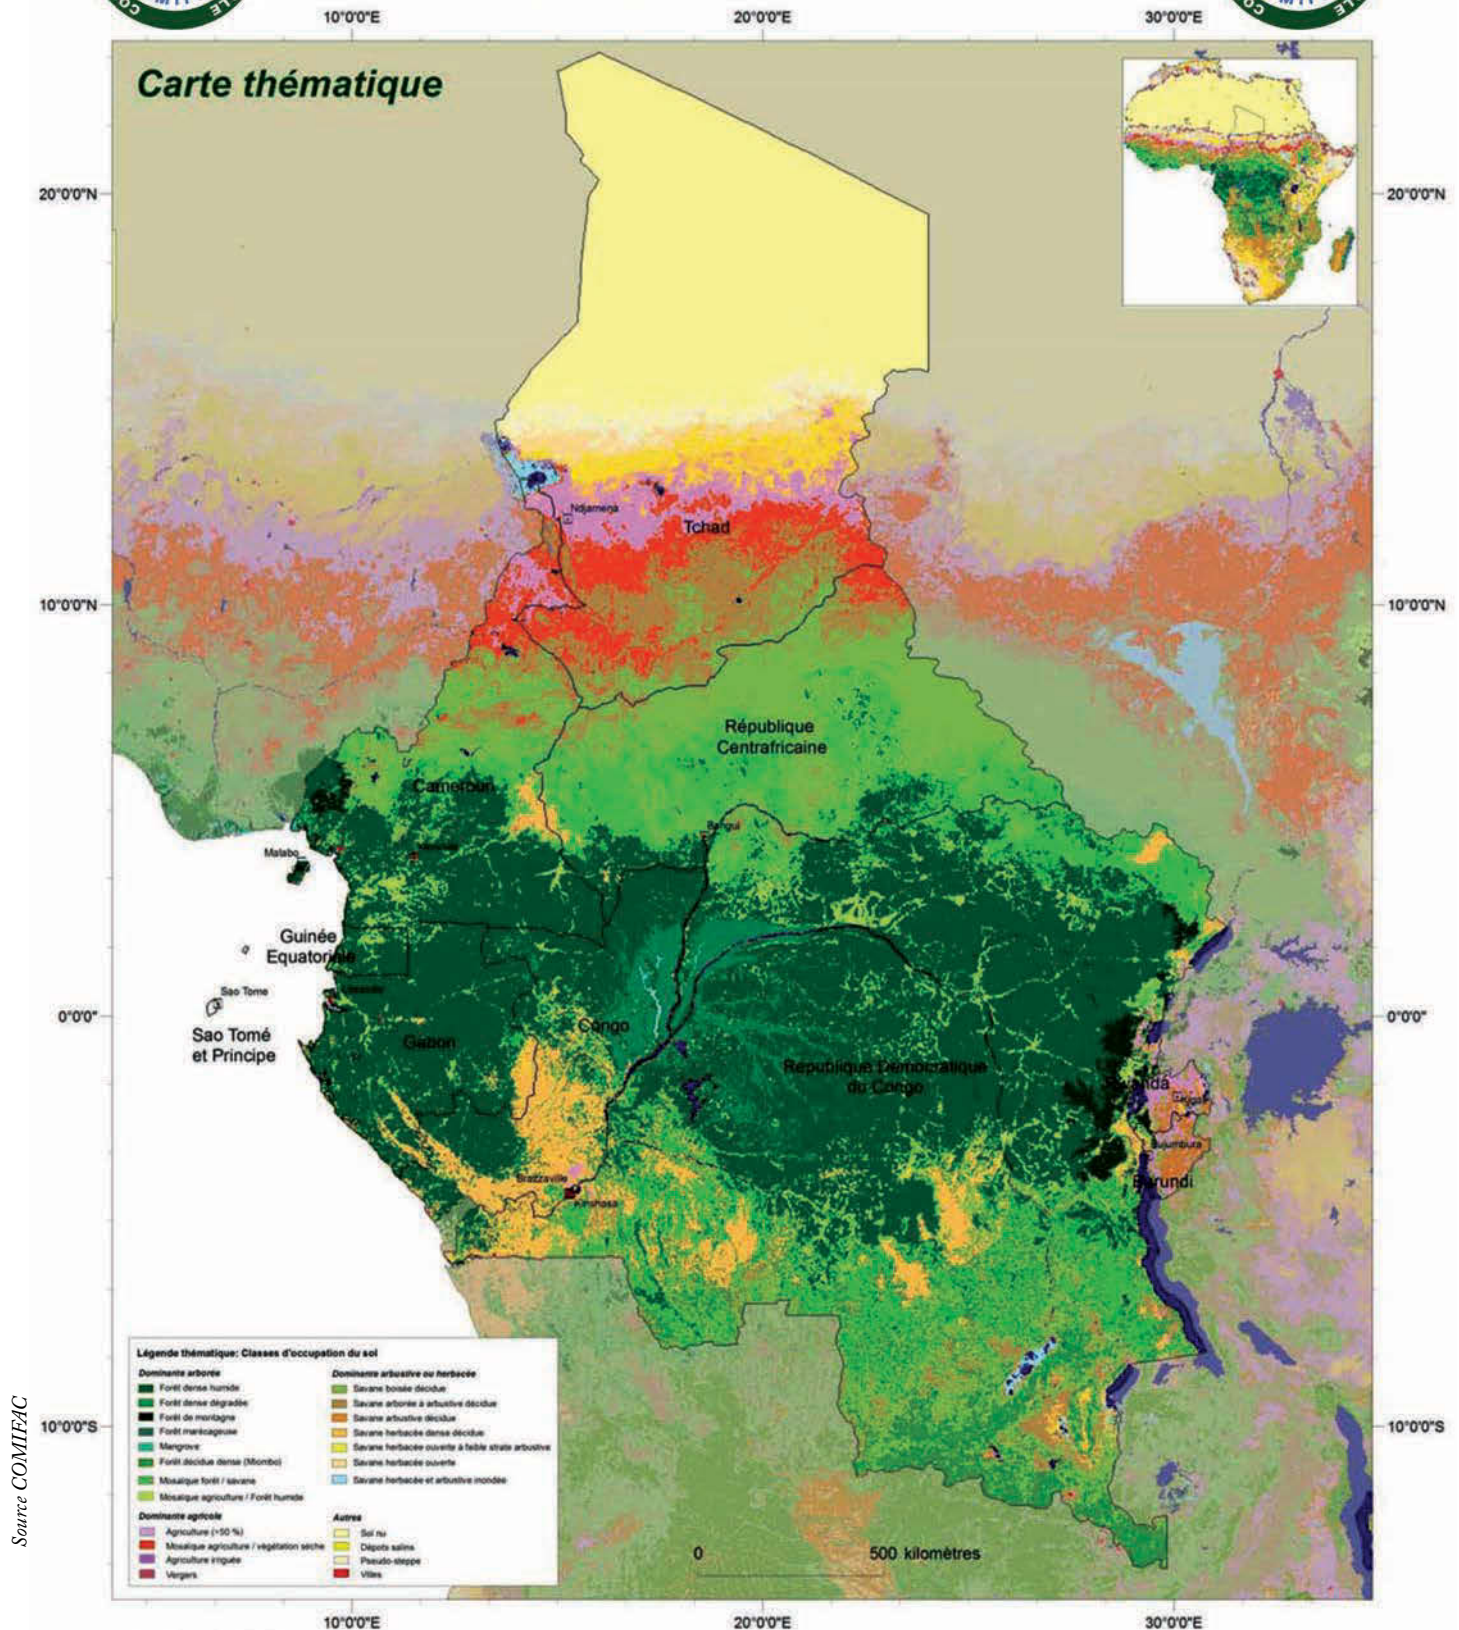 10°0'0"E
20°0'0"E
30°0'0"E
Carte thématique
20°0'0"N
20°0'0"N
Ndjamena
Tchad
10°0'0"N
10°0'0"N
République
Centrafricaine
Cameroun
Bangui
Malabo
Guinée
Equatoriale
Sao Tome
0°0'0"
0°0'0"
Sao Tomé
et Principe
Congo
Gabon
République Démocratique
du Congo
Rwanda
Kigali
Bujumbura
Burundi
Brazzaville
Kinshasa
Légende thématique: Classes d'occupation du sol
Dominante arborée
Forêt dense humide
Forêt dense dégradée
Forêt de montagne
Forêt marécageuse
Mangrove
Forêt décidue dense (Miombo)
Mosaïque forêt / savane
Mosaïque agriculture / Forêt humide
Dominante arbustive ou herbacée
Savane boisée décidue
Savane arborée à arbustive décidue
Savane arbustive décidue
Savane herbacée dense décidue
Savane herbacée ouverte à faible strate arbustive
Savane herbacée ouverte
Savane herbacée et arbustive inondée
Dominante agricole
Agriculture (>50 %)
Mosaïque agriculture / végétation sèche
Agriculture irriguée
Vergers
Autres
Sol nu
Dépots salins
Pseudo-steppe
Villes
10°0'0"S
10°0'0"S
0 500 kilomètres
10°0'0"E
20°0'0"E
30°0'0"E
Source COMIFAC